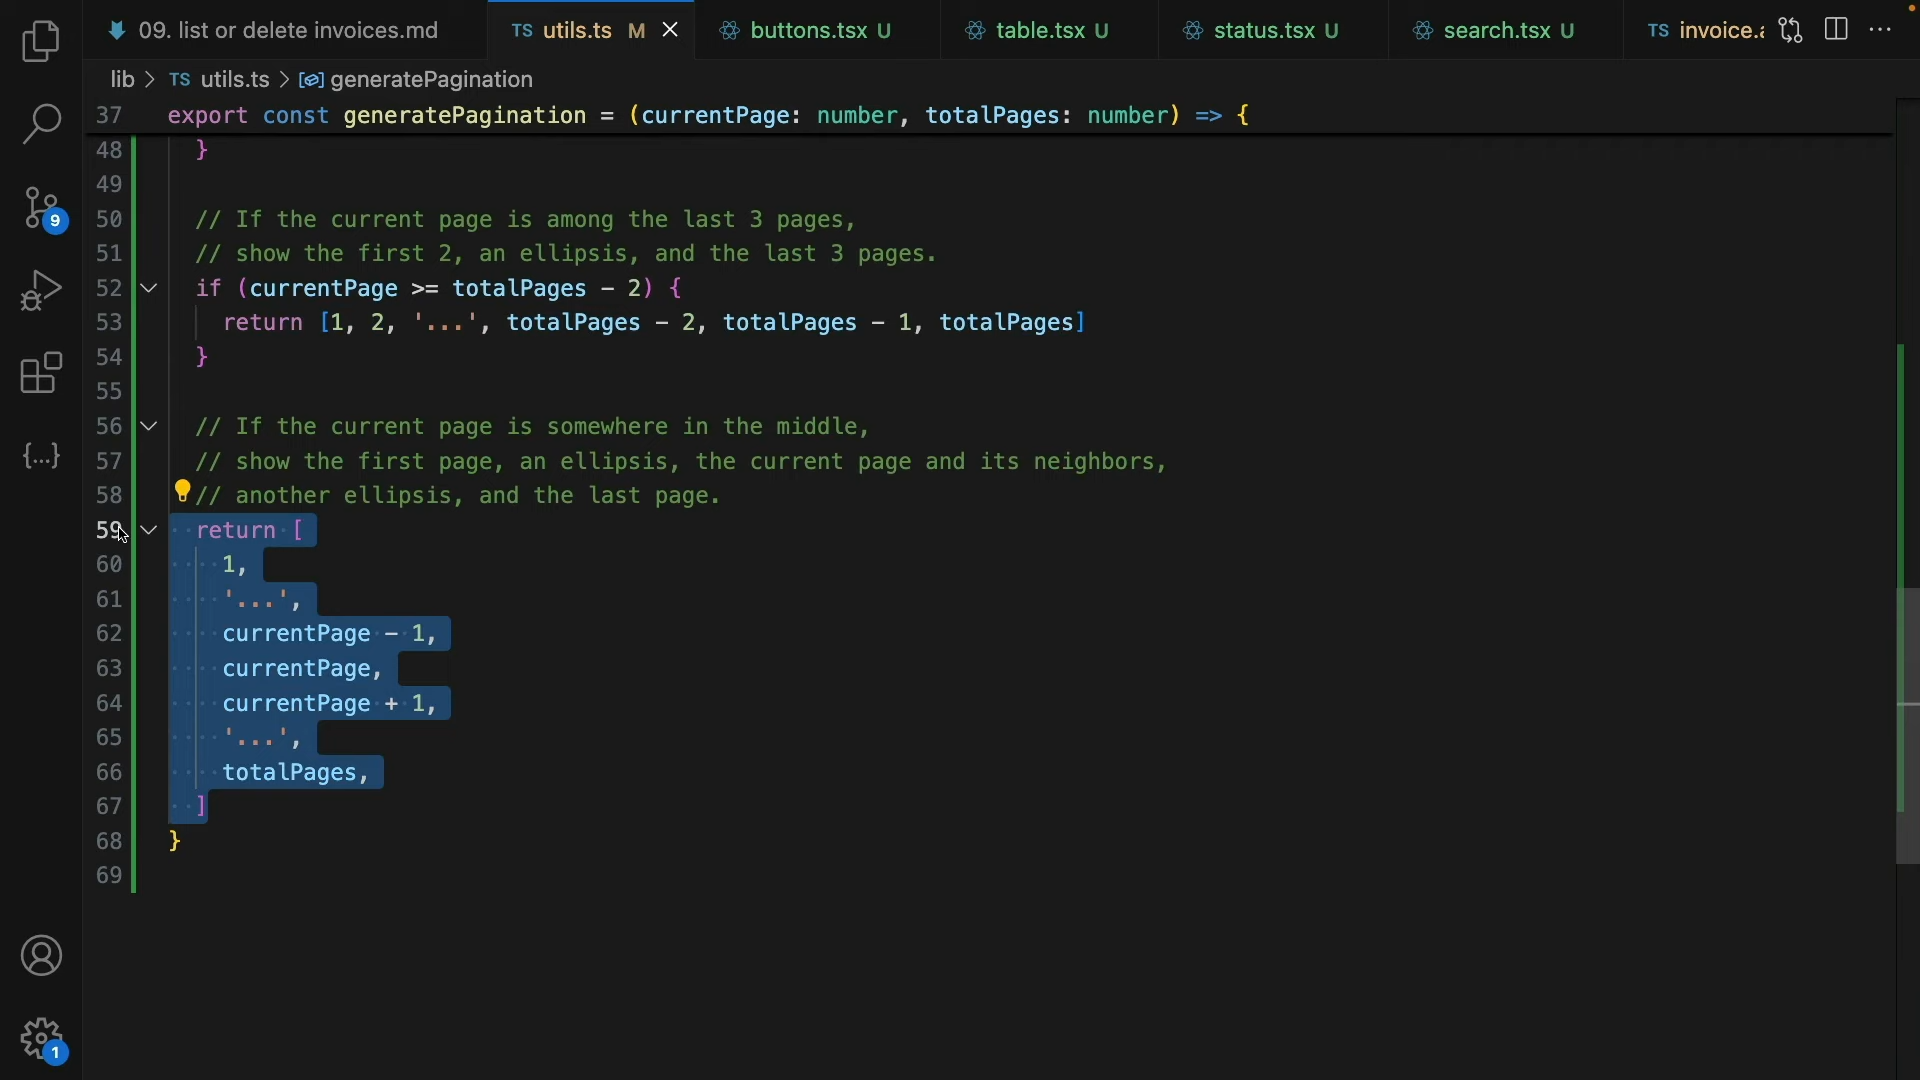 09. list or delete invoices.md
TS utils.ts M
buttons.tsx U
table.tsx U
status.tsx U
search.tsx U
TS invoice.
lib > TS utils.ts > generatePagination
37 export const generatePagination = (currentPage: number, totalPages: number) => {
48 }
49
50 // If the current page is among the last 3 pages,
51 // show the first 2, an ellipsis, and the last 3 pages.
52 if (currentPage >= totalPages - 2) {
53 return [1, 2, '...', totalPages - 2, totalPages - 1, totalPages]
54 }
55
56 // If the current page is somewhere in the middle,
57 // show the first page, an ellipsis, the current page and its neighbors,
58 // another ellipsis, and the last page.
59 return [
60 1,
61 '...',
62 currentPage - 1,
63 currentPage,
64 currentPage + 1,
65 '...',
66 totalPages,
67 ]
68 }
69
9
1